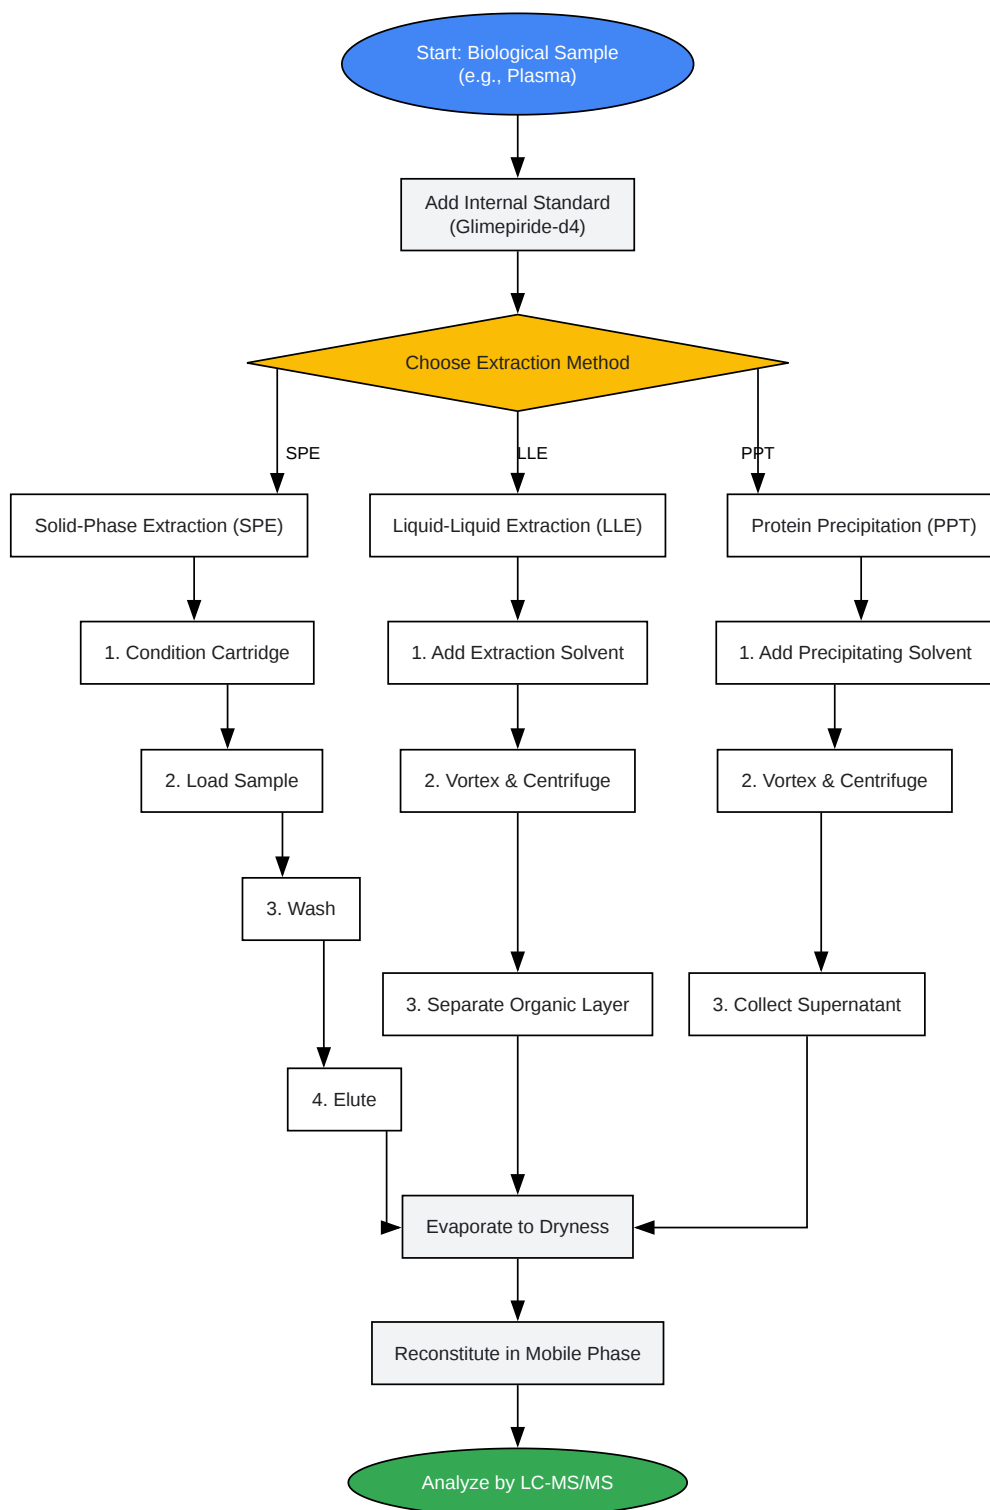 Start: Biological Sample
(e.g., Plasma)
Add Internal Standard
(Glimepiride-d4)
Choose Extraction Method
SPE
LLE
PPT
Solid-Phase Extraction (SPE)
Liquid-Liquid Extraction (LLE)
Protein Precipitation (PPT)
1. Condition Cartridge
1. Add Extraction Solvent
1. Add Precipitating Solvent
2. Load Sample
2. Vortex & Centrifuge
2. Vortex & Centrifuge
3. Wash
3. Separate Organic Layer
3. Collect Supernatant
4. Elute
Evaporate to Dryness
Reconstitute in Mobile Phase
Analyze by LC-MS/MS